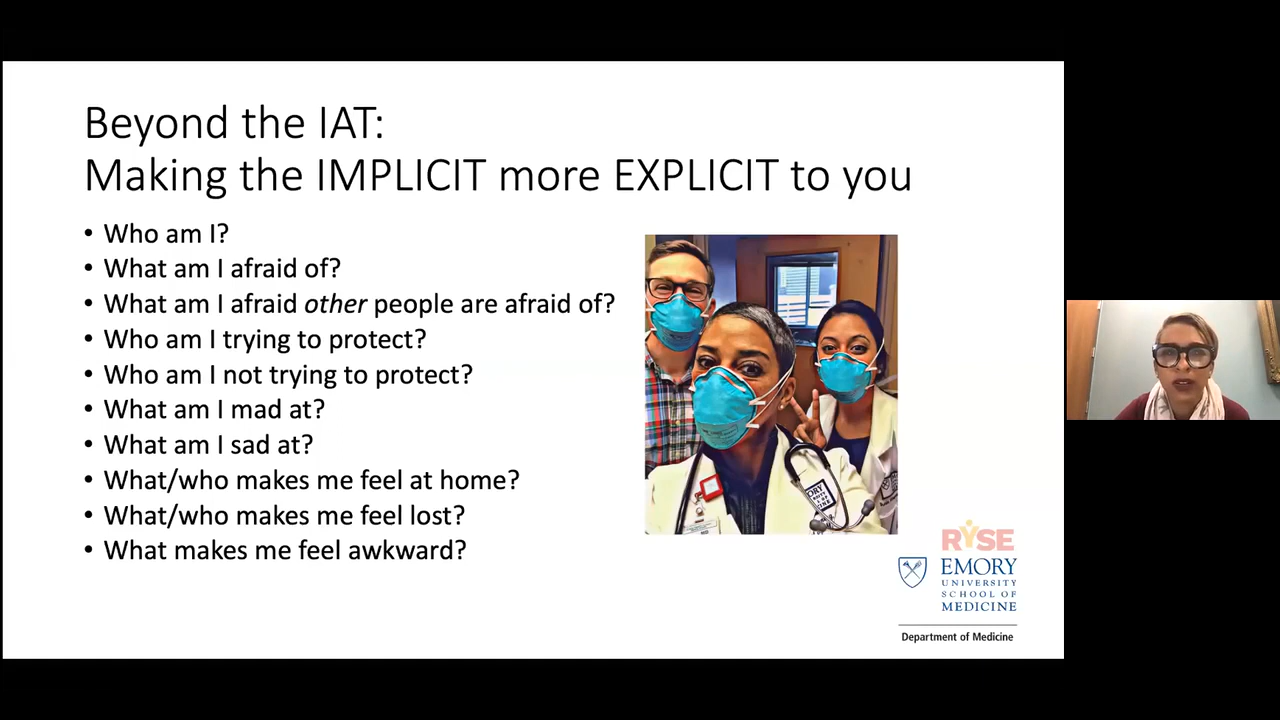 Beyond the IAT:
Making the IMPLICIT more EXPLICIT to you
• Who am I?
• What am I afraid of?
• What am I afraid other people are afraid of?
• Who am I trying to protect?
• Who am I not trying to protect?
• What am I mad at?
• What am I sad at?
• What/who makes me feel at home?
• What/who makes me feel lost?
• What makes me feel awkward?
RYSE
EMORY
UNIVERSITY
SCHOOL OF
MEDICINE
Department of Medicine